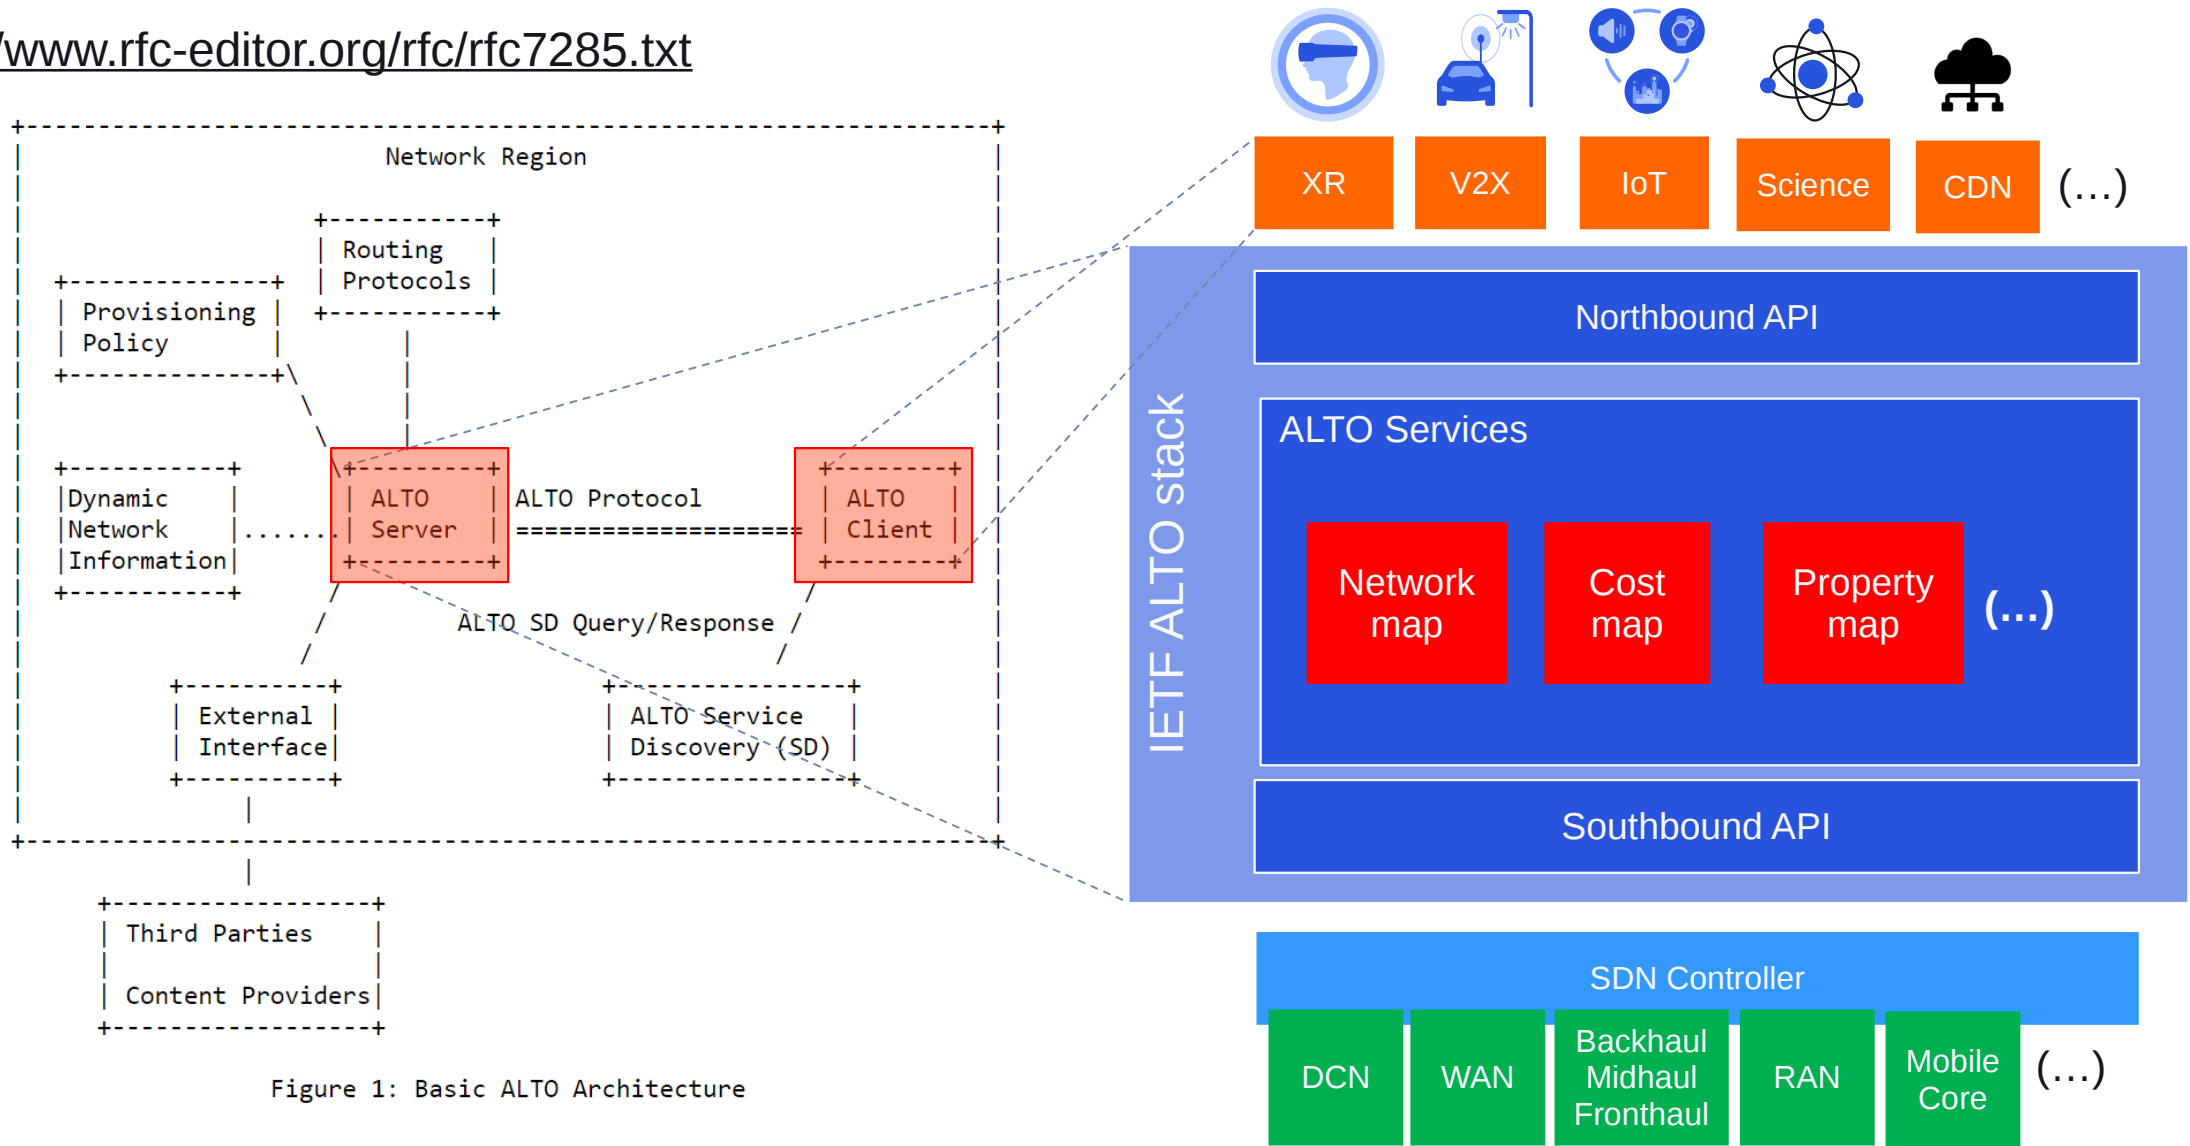 /www.rfc-editor.org/rfc/rfc7285.txt
Network Region
Routing
Protocols
Provisioning
Policy
Dynamic
Network
Information
ALTO
Server
ALTO Protocol
ALTO
Client
ALTO SD Query/Response
External
Interface
ALTO Service
Discovery (SD)
Third Parties
Content Providers
Figure 1: Basic ALTO Architecture
XR
V2X
IoT
Science
CDN
(...)
IETF ALTO stack
Northbound API
ALTO Services
Network
map
Cost
map
Property
map
(...)
Southbound API
SDN Controller
DCN
WAN
Backhaul
Midhaul
Fronthaul
RAN
Mobile
Core
(...)